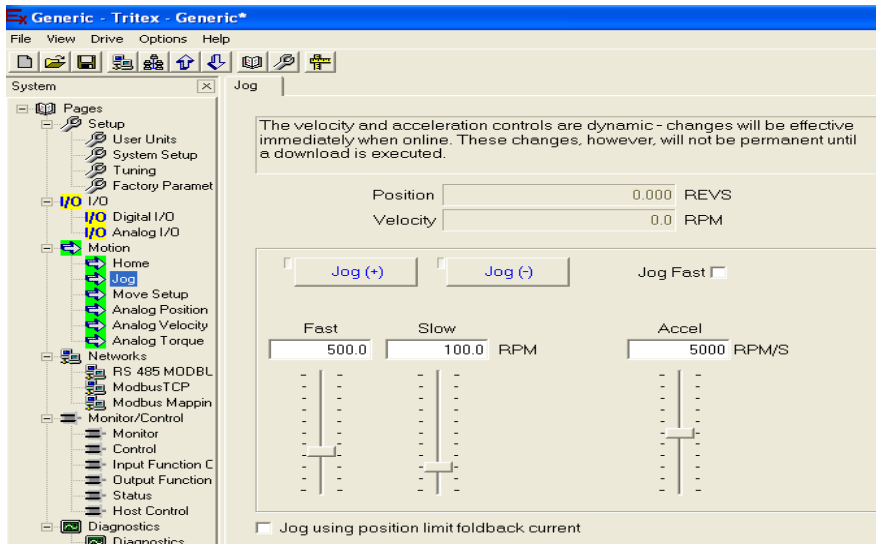 Ex Generic - Tritex - Generic*
File View Drive Options Help
System
Pages
Setup
User Units
System Setup
Tuning
Factory Paramet
I/O I/O
I/O Digital I/O
I/O Analog I/O
Motion
Home
Jog
Move Setup
Analog Position
Analog Velocity
Analog Torque
Networks
RS 485 MODBU
ModbusTCP
Modbus Mappin
Monitor/Control
Monitor
Control
Input Function C
Output Function
Status
Host Control
Diagnostics
Diagnostics
Jog
The velocity and acceleration controls are dynamic - changes will be effective
immediately when online. These changes, however, will not be permanent until
a download is executed.
Position 0.000 REVS
Velocity 0.0 RPM
Jog (+) Jog (-) Jog Fast
Fast Slow Accel
500.0 100.0 RPM 5000 RPM/S
Jog using position limit foldback current